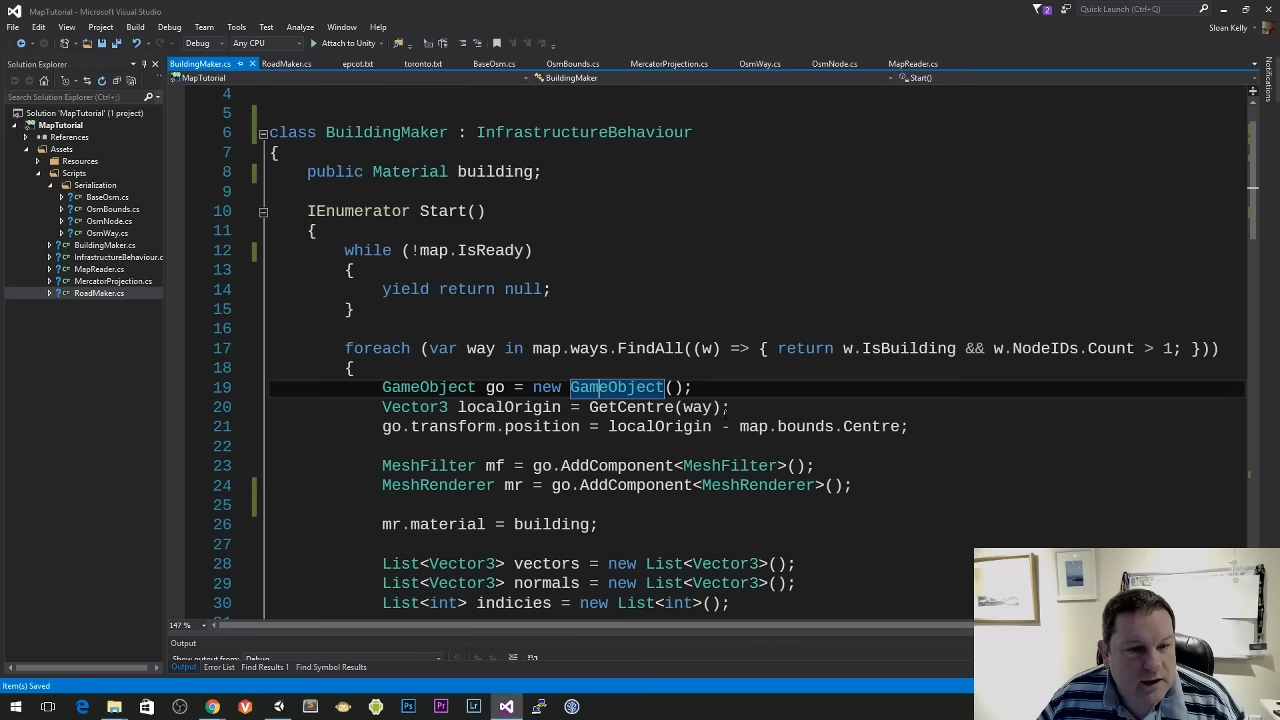 MapTutorial - Microsoft Visual Studio
2
Quick Launch (Ctrl+Q)
File Edit View Project Build Debug Team Tools Test Analyze Window Help
Sloan Kelly
Debug Any CPU Attach to Unity
Solution Explorer
BuildingMaker.cs RoadMaker.cs epcot.txt toronto.txt BaseOsm.cs OsmBounds.cs MercatorProjection.cs OsmWay.cs OsmNode.cs MapReader.cs
MapTutorial BuildingMaker Start()
Search Solution Explorer (Ctrl+;)
Solution 'MapTutorial' (1 project)
MapTutorial
References
Assets
Resources
Scripts
Serialization
BaseOsm.cs
OsmBounds.cs
OsmNode.cs
OsmWay.cs
BuildingMaker.cs
InfrastructureBehaviour.c
MapReader.cs
MercatorProjection.cs
RoadMaker.cs
Notifications
4
5
6 class BuildingMaker : InfrastructureBehaviour
7 {
8 public Material building;
9
10 IEnumerator Start()
11 {
12 while (!map.IsReady)
13 {
14 yield return null;
15 }
16
17 foreach (var way in map.ways.FindAll((w) => { return w.IsBuilding && w.NodeIDs.Count > 1; }))
18 {
19 GameObject go = new GameObject();
20 Vector3 localOrigin = GetCentre(way);
21 go.transform.position = localOrigin - map.bounds.Centre;
22
23 MeshFilter mf = go.AddComponent<MeshFilter>();
24 MeshRenderer mr = go.AddComponent<MeshRenderer>();
25
26 mr.material = building;
27
28 List<Vector3> vectors = new List<Vector3>();
29 List<Vector3> normals = new List<Vector3>();
30 List<int> indicies = new List<int>();
147 %
Output
Show output from: Debug
Output Error List Find Results 1 Find Symbol Results
Item(s) Saved